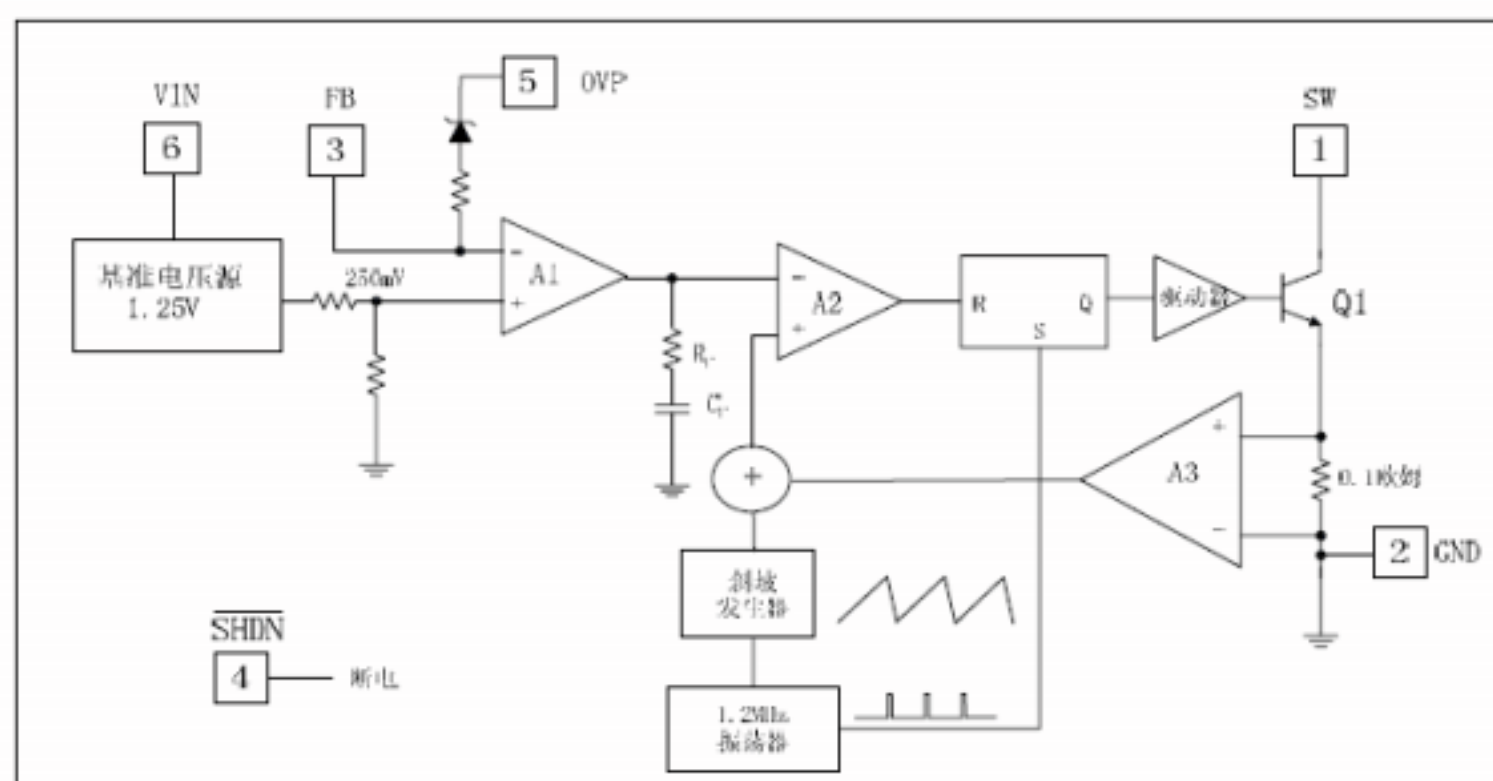 VIN
6
FB
3
5
OVP
SW
1
基准电压源
1.25V
250mV
-
+
A1
-
+
A2
R
Q
S
驱动器
Q1
+
A3
-
0.1欧姆
2
GND
+
斜坡
发生器
SHDN
4
断电
1.2MHz
振荡器